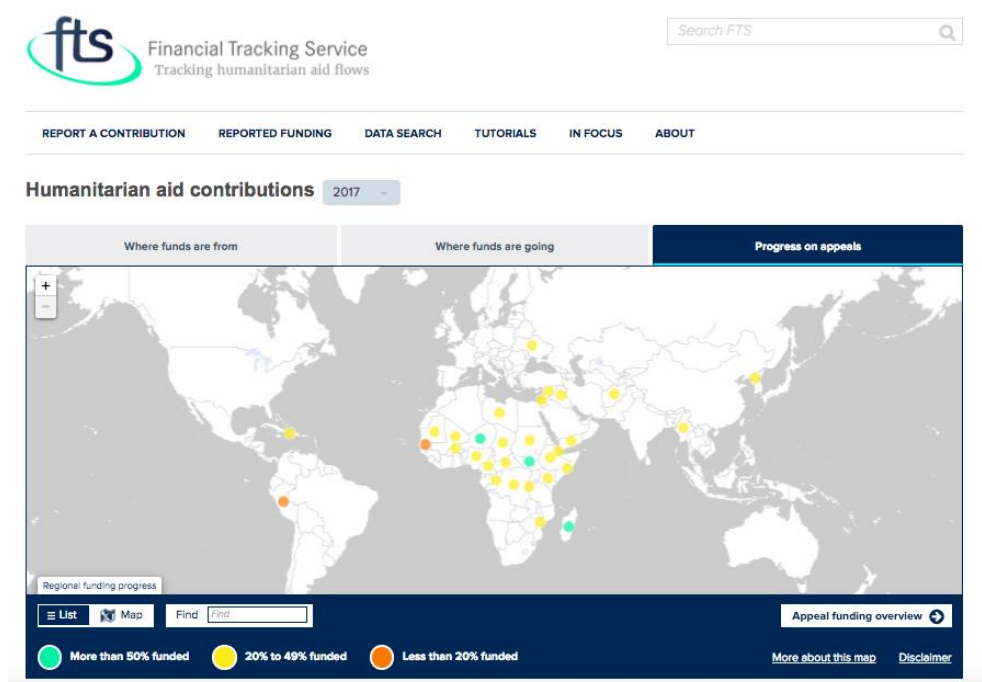 fts
Financial Tracking Service
Tracking humanitarian aid flows
Search FTS
REPORT A CONTRIBUTION
REPORTED FUNDING
DATA SEARCH
TUTORIALS
IN FOCUS
ABOUT
Humanitarian aid contributions 2017
Where funds are from
Where funds are going
Progress on appeals
+
−
Regional funding progress
List
Map
Find Find
Appeal funding overview
More than 50% funded
20% to 49% funded
Less than 20% funded
More about this map
Disclaimer